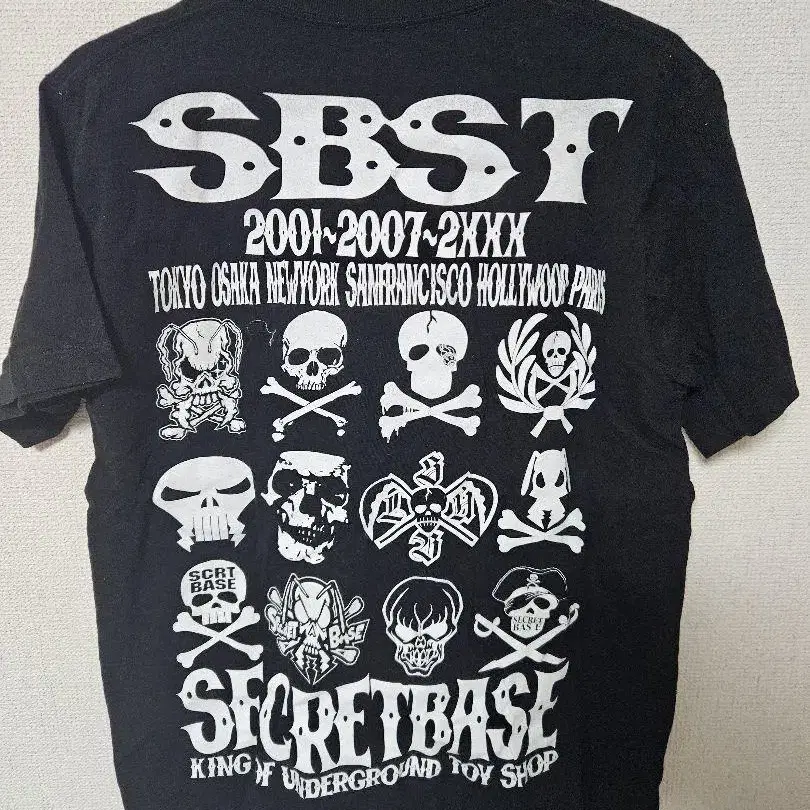 SBST
2001~2007~2XXX
TOKYO OSAKA NEWYORK SANFRANCISCO HOLLYWOOD PARIS
SCRT
BASE
SECRET
BASE
SECRETBASE
KING OF UNDERGROUND TOY SHOP